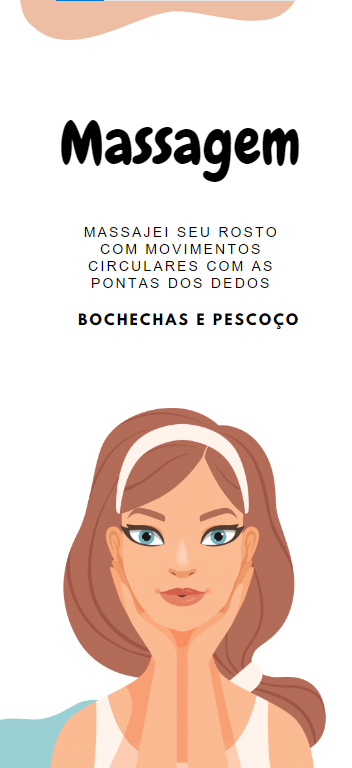 Massagem
MASSAJEI SEU ROSTO
COM MOVIMENTOS
CIRCULARES COM AS
PONTAS DOS DEDOS
BOCHECHAS E PESCOÇO